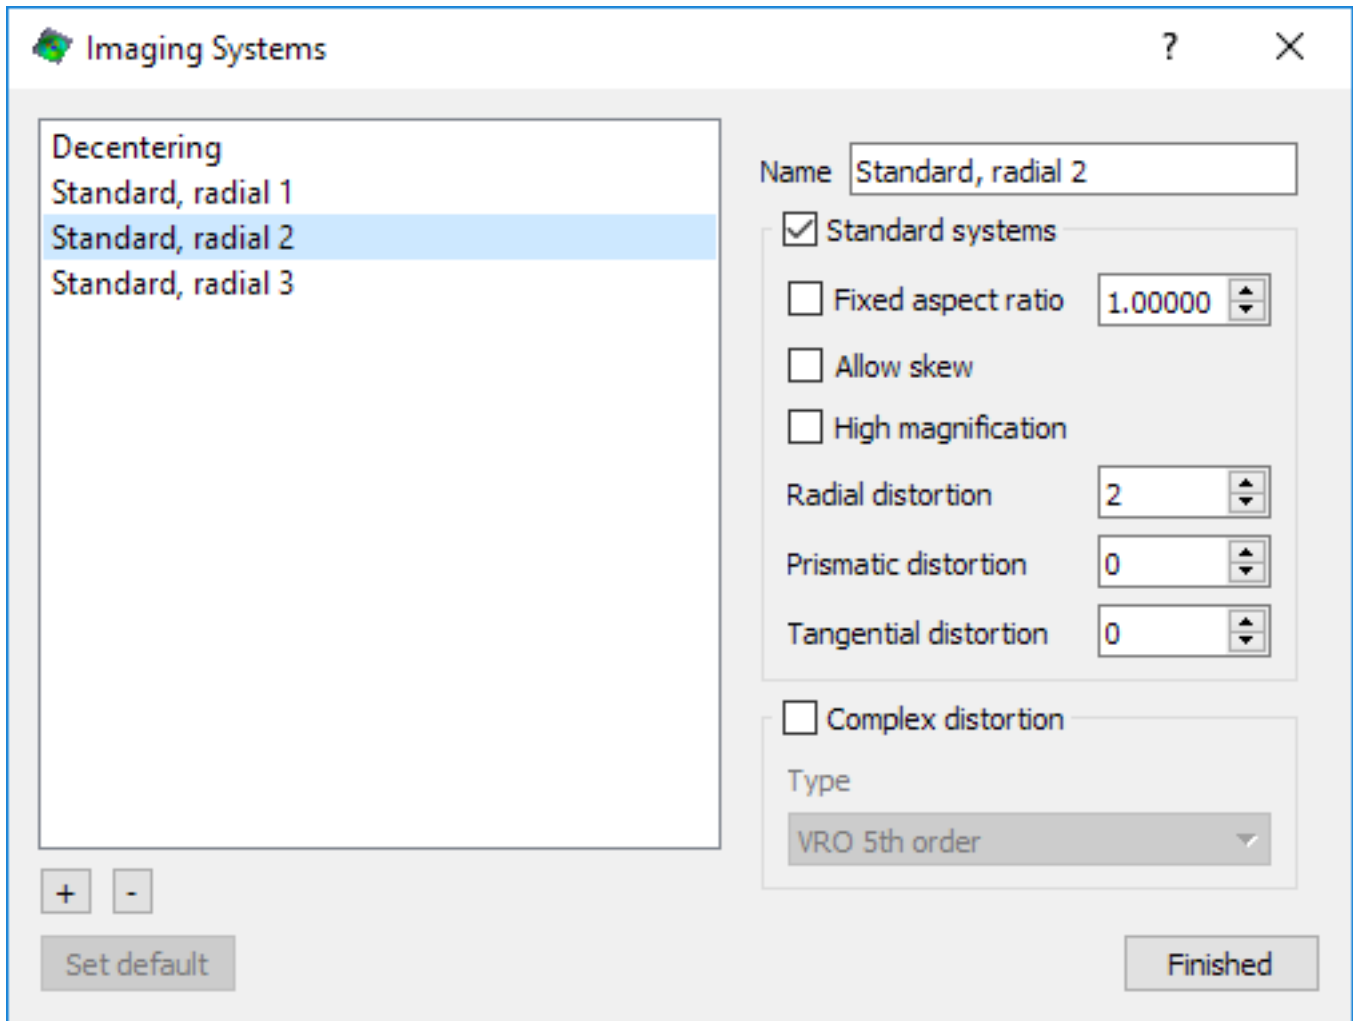 Imaging Systems
?
Decentering
Standard, radial 1
Standard, radial 2
Standard, radial 3
+ -
Set default
Name Standard, radial 2
Standard systems
Fixed aspect ratio 1.00000
Allow skew
High magnification
Radial distortion 2
Prismatic distortion 0
Tangential distortion 0
Complex distortion
Type
VRO 5th order
Finished